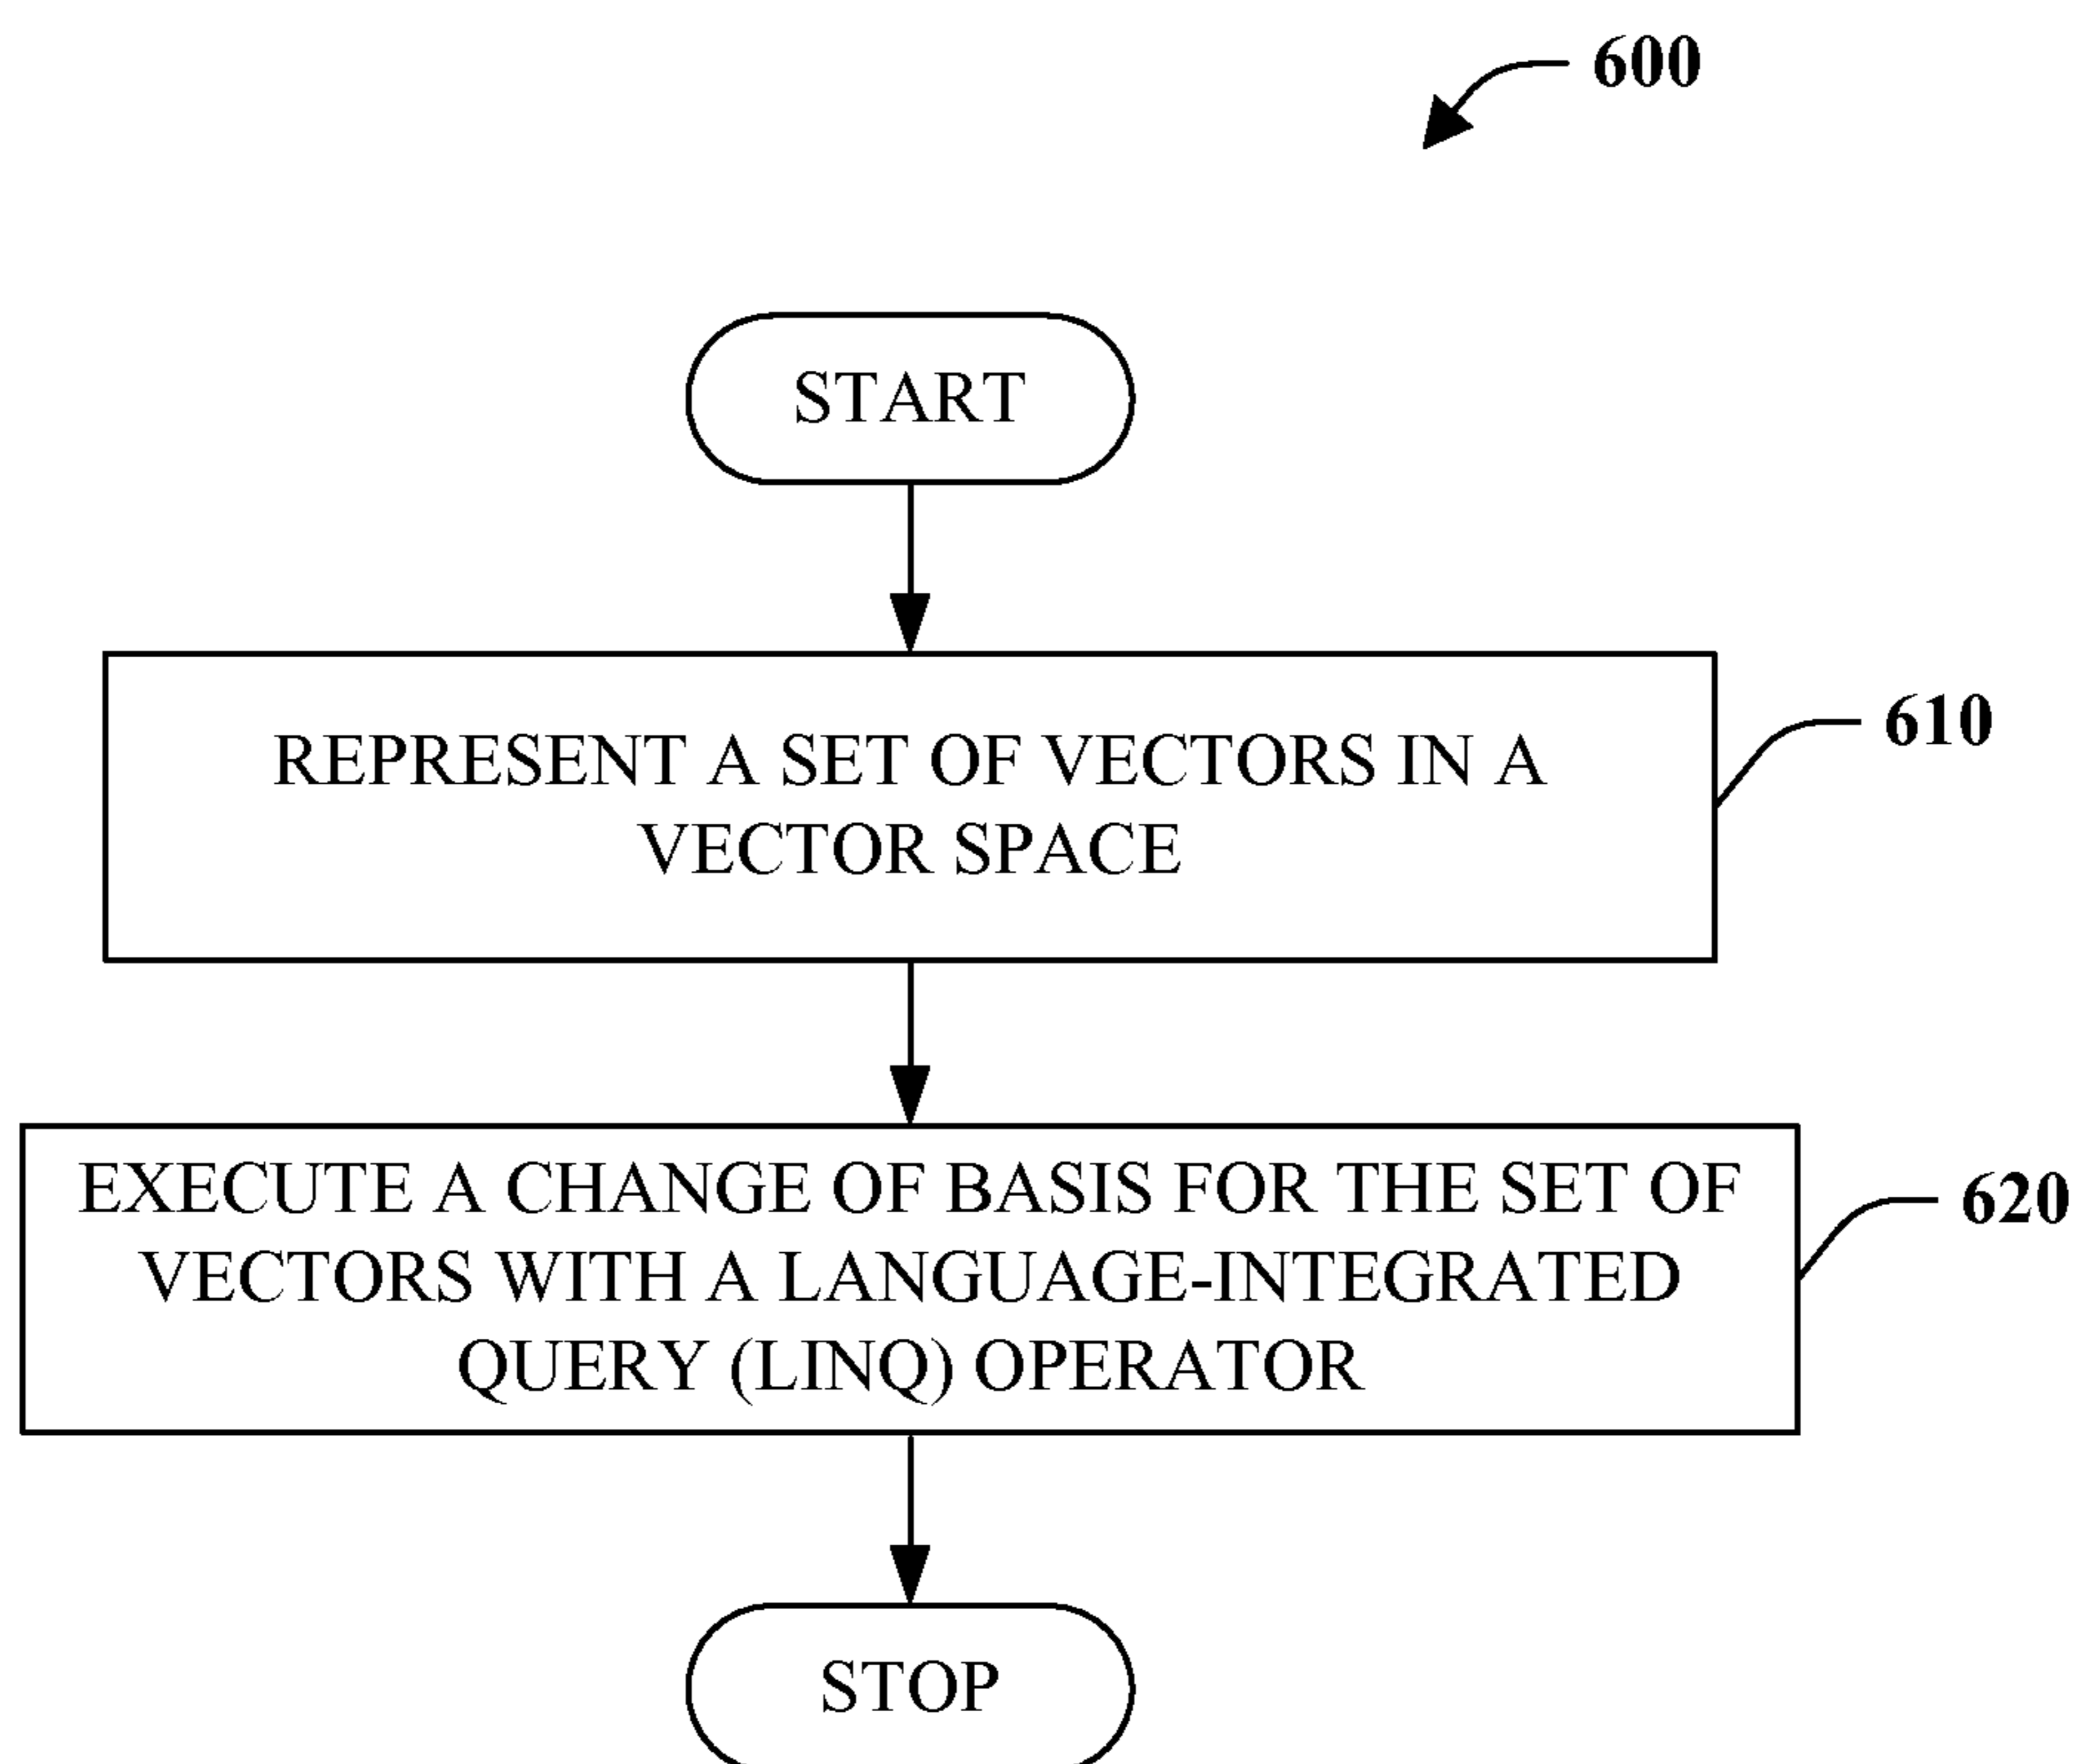 600
START
REPRESENT A SET OF VECTORS IN A
VECTOR SPACE
610
EXECUTE A CHANGE OF BASIS FOR THE SET OF
VECTORS WITH A LANGUAGE-INTEGRATED
QUERY (LINQ) OPERATOR
620
STOP